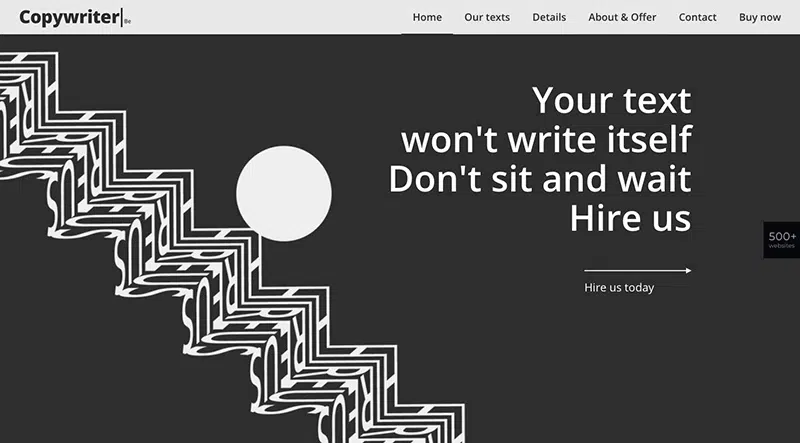 Copywriter|Be
Home Our texts Details About & Offer Contact Buy now
Your text
won't write itself
Don't sit and wait
Hire us
Hire us today
500+
websites